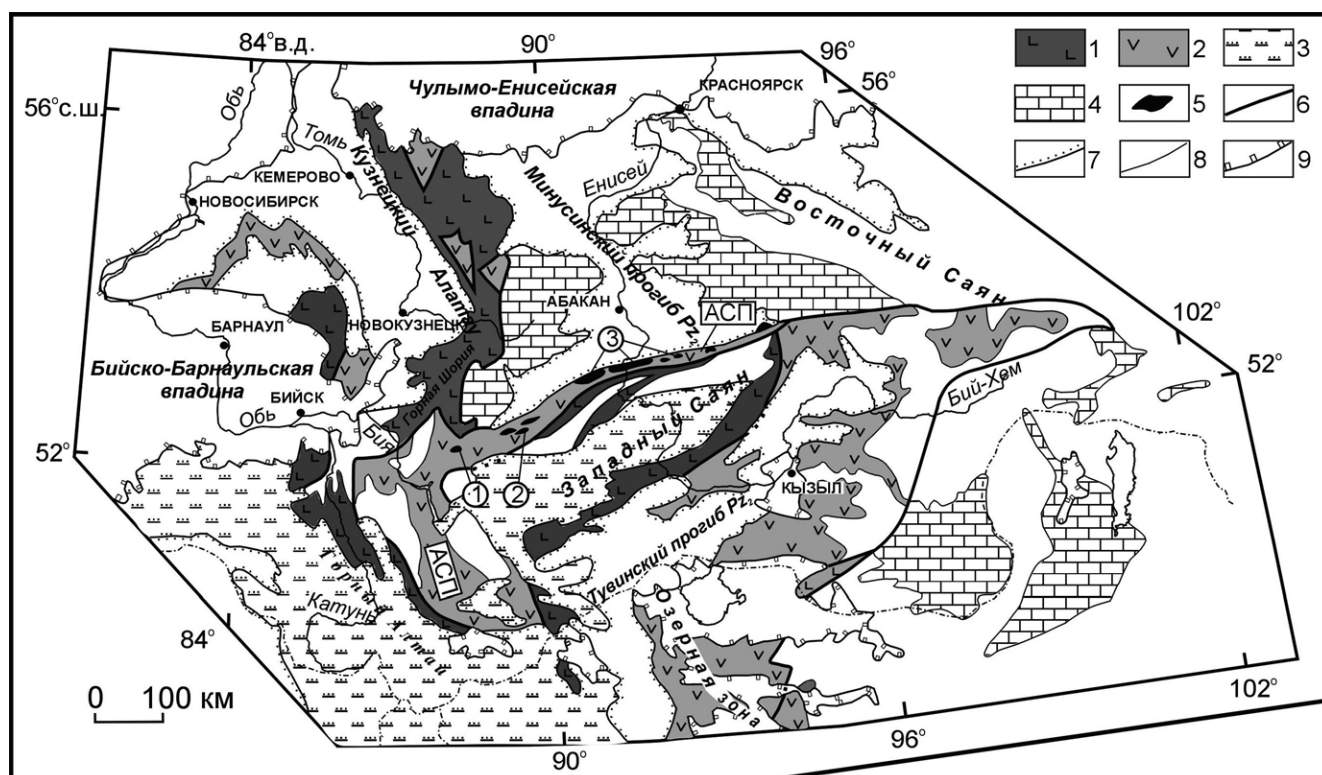 84°в.д.
90°
96°
56°
56°с.ш.
Обь
Чулымо-Енисейская
впадина
КРАСНОЯРСК
Томь
Кузнецкий
Алатау
КЕМЕРОВО
НОВОСИБИРСК
Енисей
Минусинский прогиб Pz₂
Восточный Саян
АБАКАН
АСП
БАРНАУЛ
НОВОКУЗНЕЦК
3
102°
52°
Бийско-Барнаульская
впадина
Горная Шория
БИЙСК
Обь
Бия
Западный Саян
Бий-Хем
52°
КЫЗЫЛ
1
2
АСП
Тувинский прогиб Pz₂
Горный Алтай
Катунь
Озерная зона
84°
0 100 км
90°
96°
102°
1
2
3
4
5
6
7
8
9